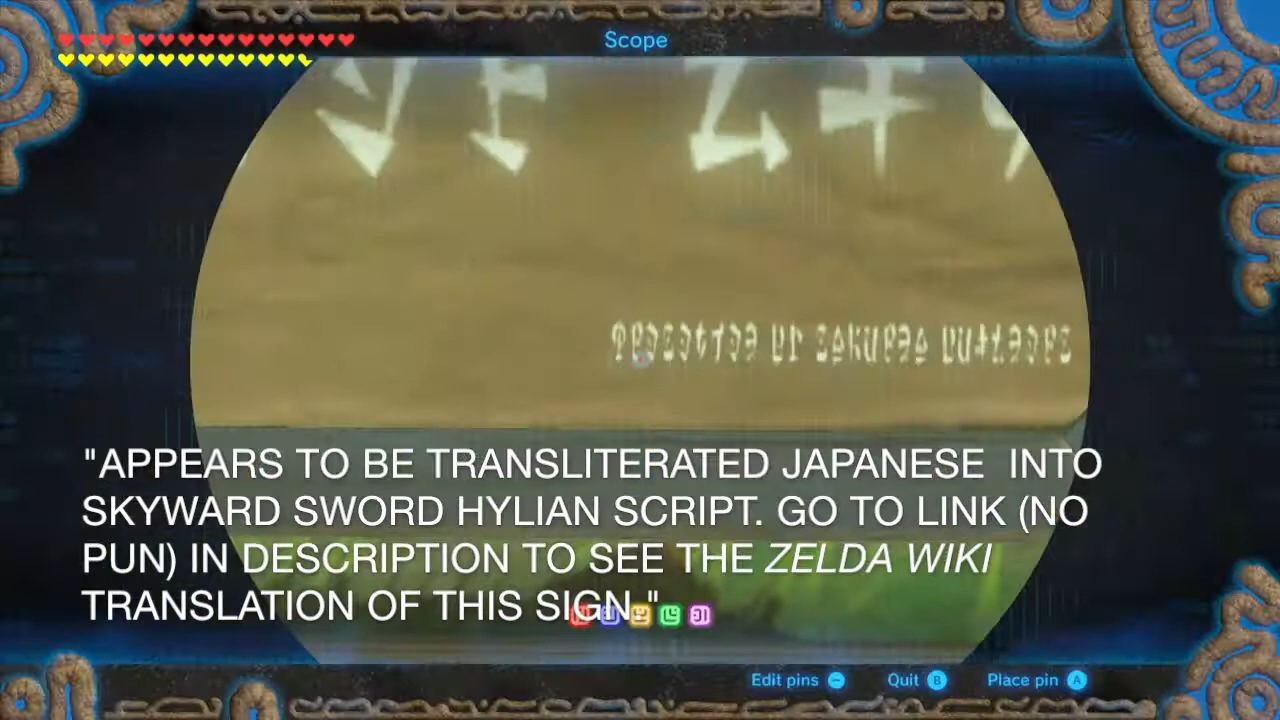 Scope
"APPEARS TO BE TRANSLITERATED JAPANESE INTO
SKYWARD SWORD HYLIAN SCRIPT. GO TO LINK (NO
PUN) IN DESCRIPTION TO SEE THE ZELDA WIKI
TRANSLATION OF THIS SIGN."
Edit pins
Quit B
Place pin A